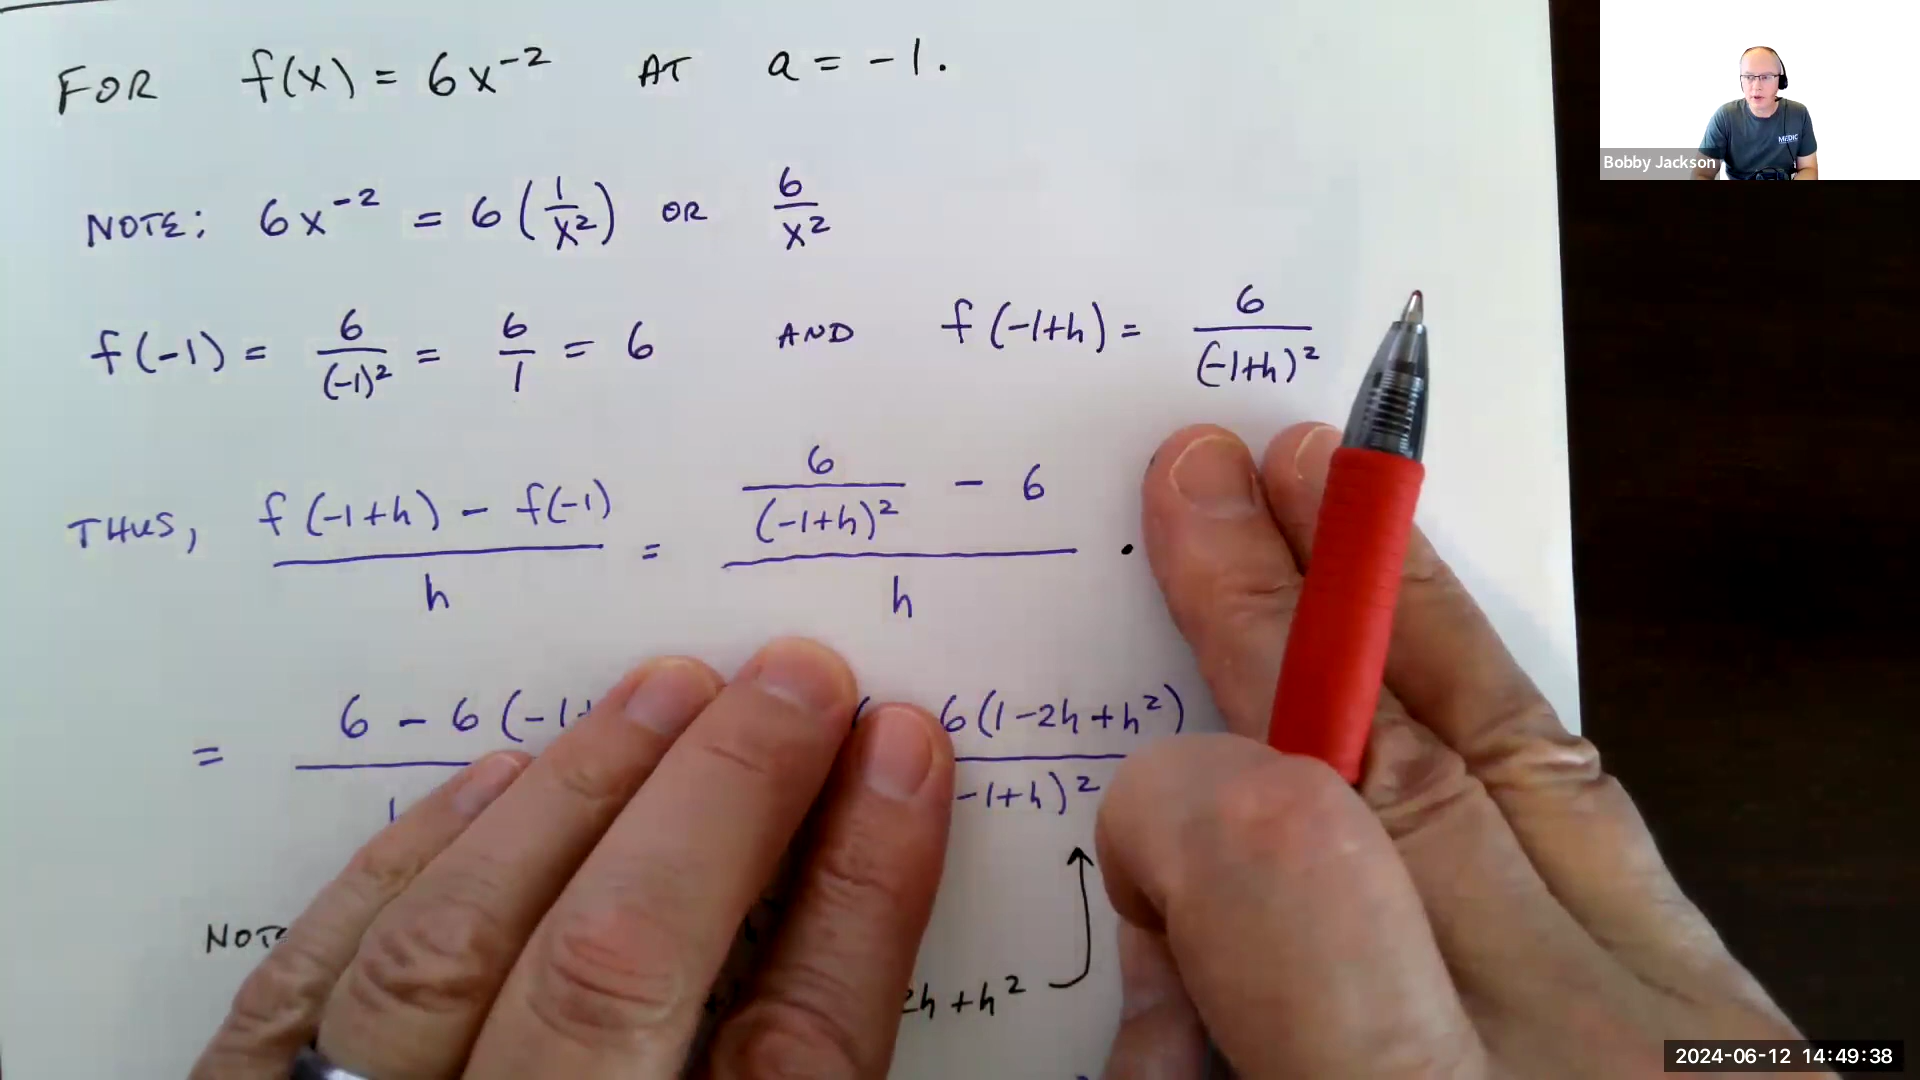 FOR f(x) = 6x⁻² AT a = -1.
Bobby Jackson
NOTE: 6x⁻² = 6(1/x²) OR 6/x²
f(-1) = 6/(-1)² = 6/1 = 6 AND f(-1+h) = 6/(-1+h)²
THUS, (f(-1+h) - f(-1))/h = (6/(-1+h)² - 6)/h ·
= 6 - 6(-1+ 6(1-2h+h²)
-1+h)²
2h+h²
2024-06-12 14:49:38